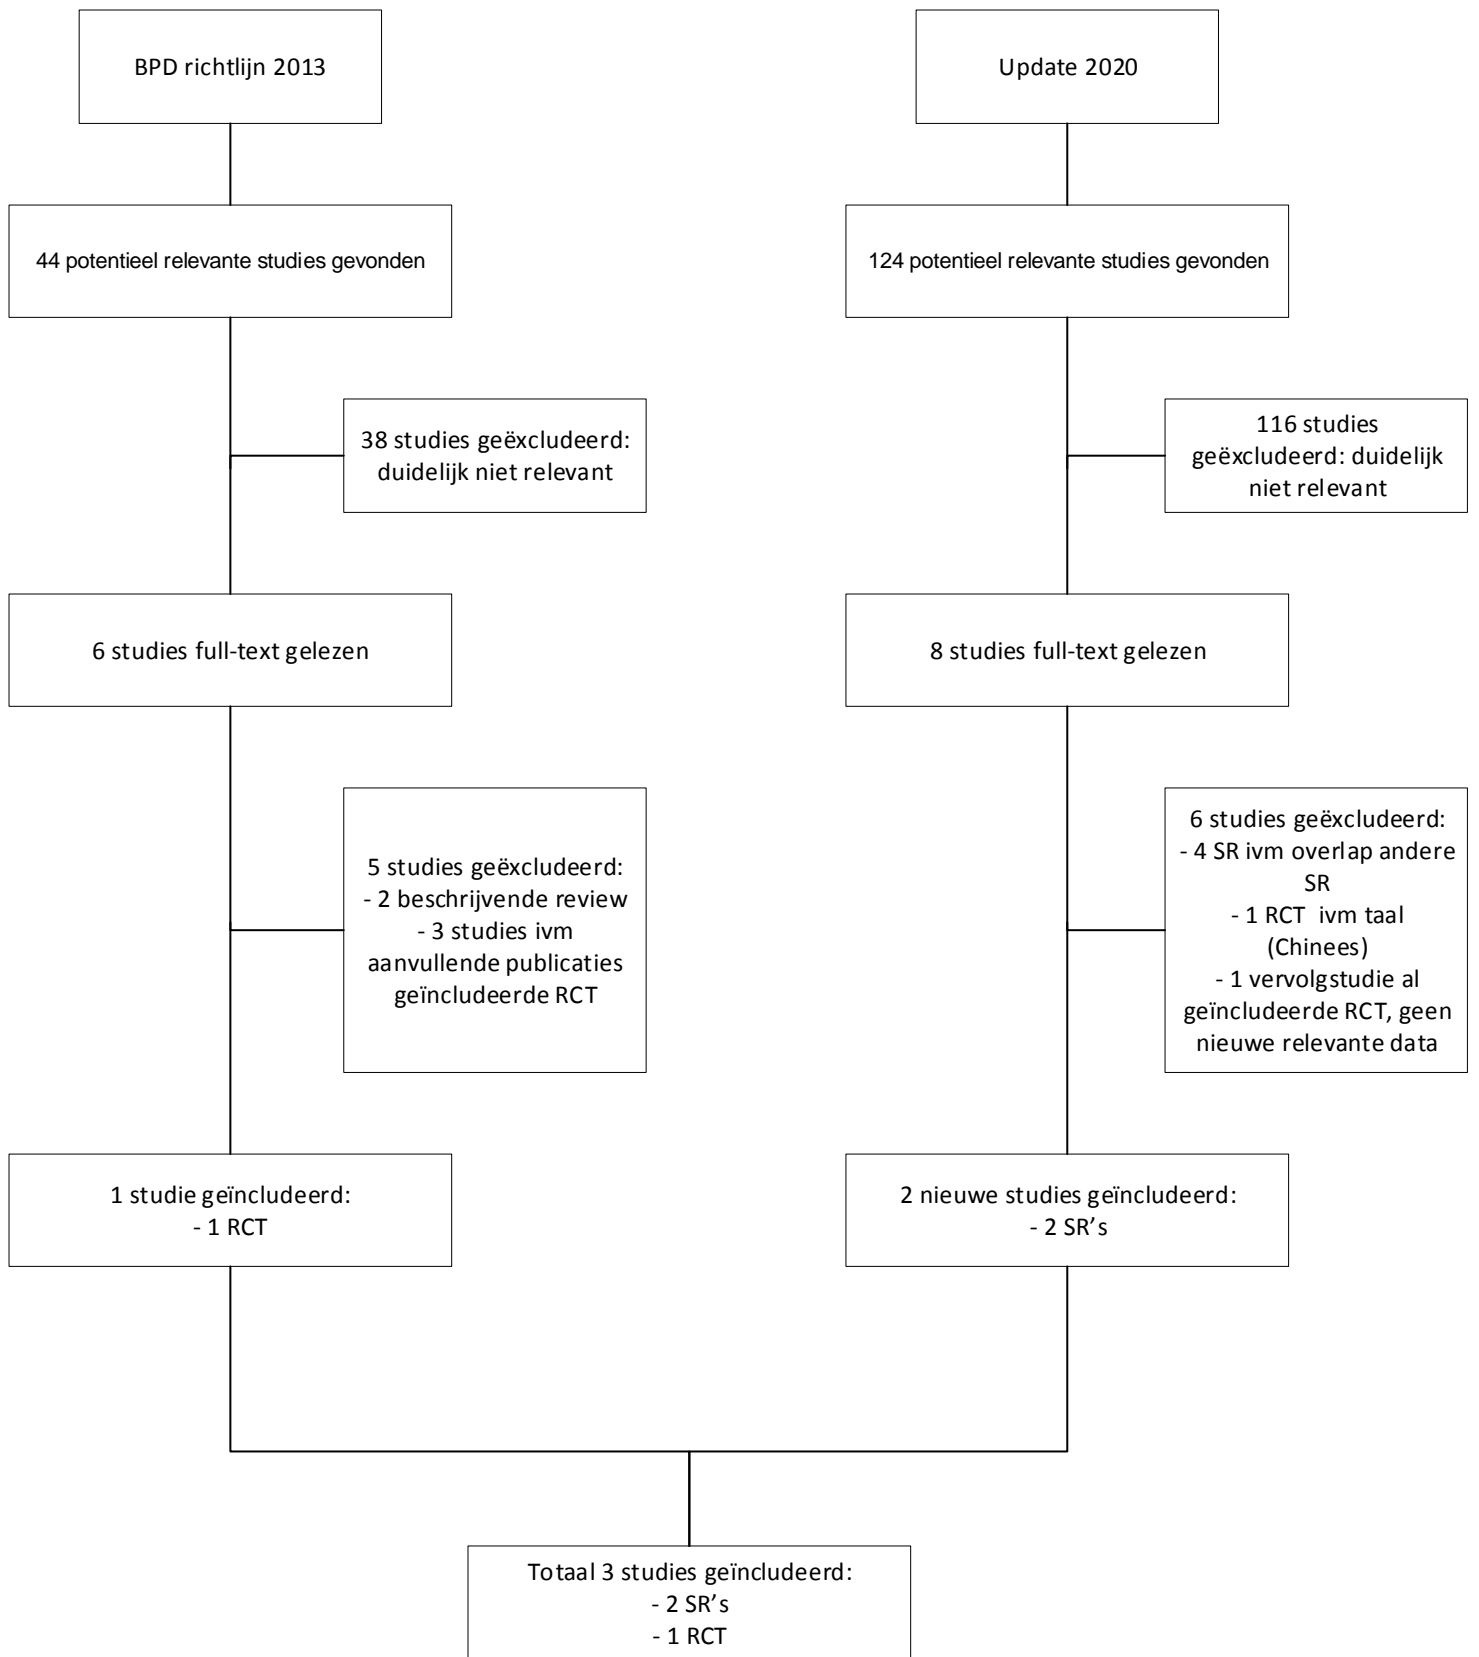 BPD richtlijn 2013
Update 2020
44 potentieel relevante studies gevonden
124 potentieel relevante studies gevonden
38 studies geëxcludeerd:
duidelijk niet relevant
116 studies
geëxcludeerd: duidelijk
niet relevant
6 studies full-text gelezen
8 studies full-text gelezen
5 studies geëxcludeerd:
- 2 beschrijvende review
- 3 studies ivm
aanvullende publicaties
geïncludeerde RCT
6 studies geëxcludeerd:
- 4 SR ivm overlap andere
SR
- 1 RCT ivm taal
(Chinees)
- 1 vervolgstudie al
geïncludeerde RCT, geen
nieuwe relevante data
1 studie geïncludeerd:
- 1 RCT
2 nieuwe studies geïncludeerd:
- 2 SR’s
Totaal 3 studies geïncludeerd:
- 2 SR’s
- 1 RCT